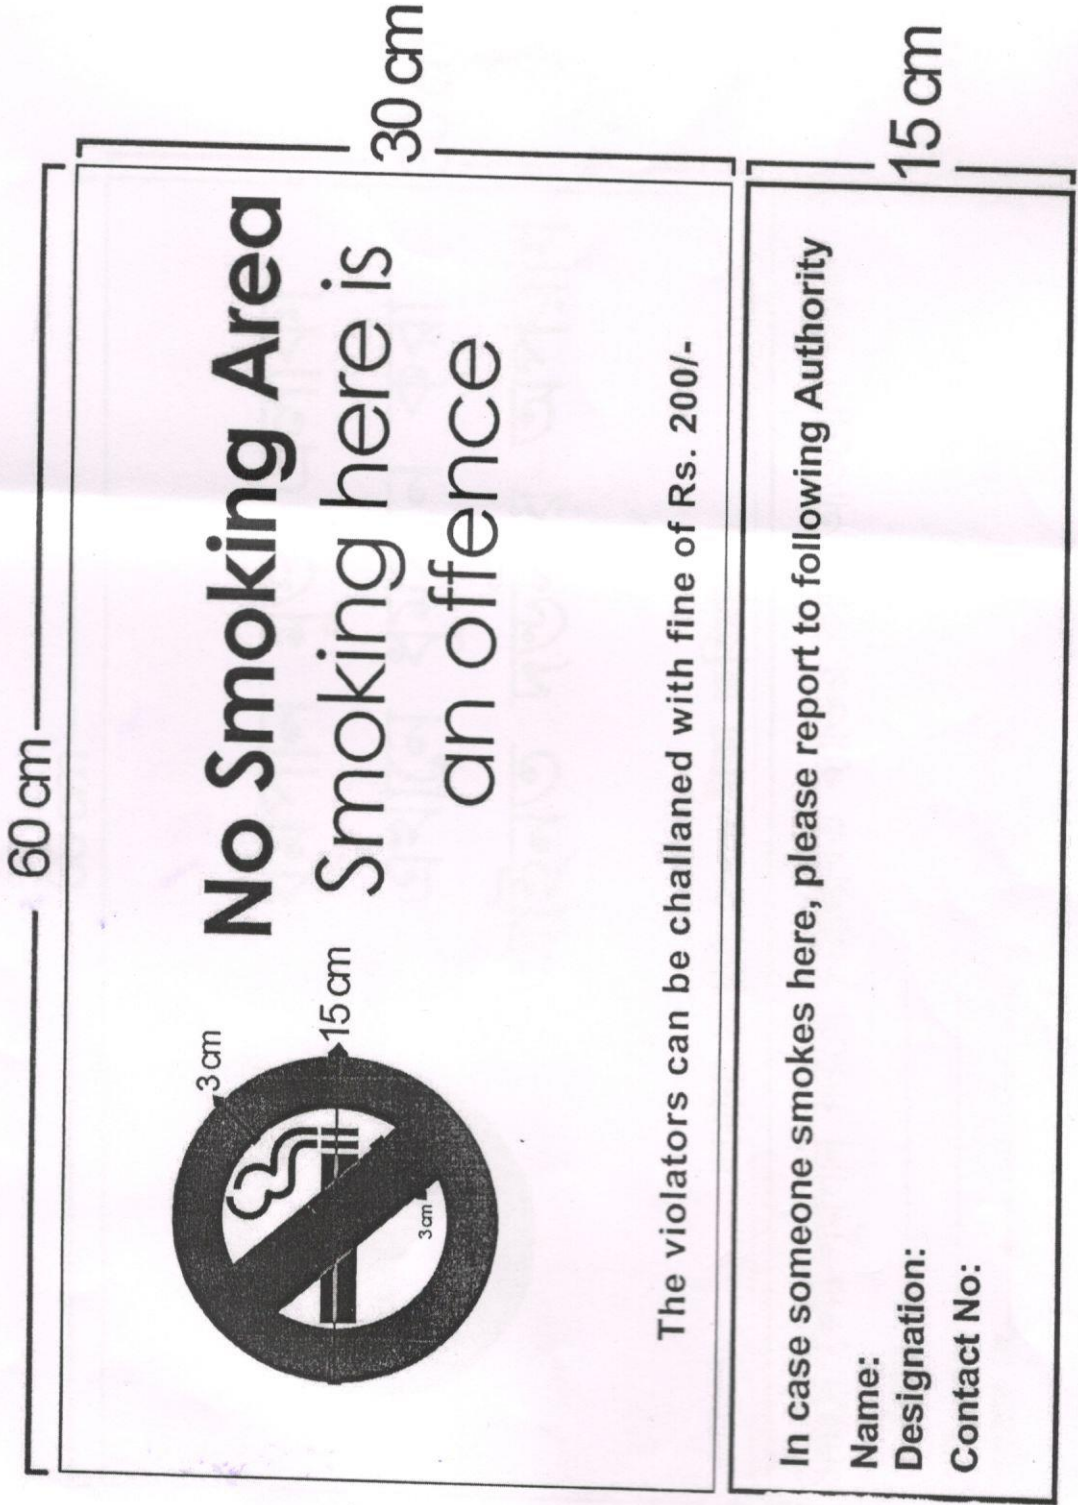 60 cm
30 cm
No Smoking Area
Smoking here is
an offence
3 cm
15 cm
3 cm
The violators can be challaned with fine of Rs. 200/-
15 cm
In case someone smokes here, please report to following Authority
Name:
Designation:
Contact No: